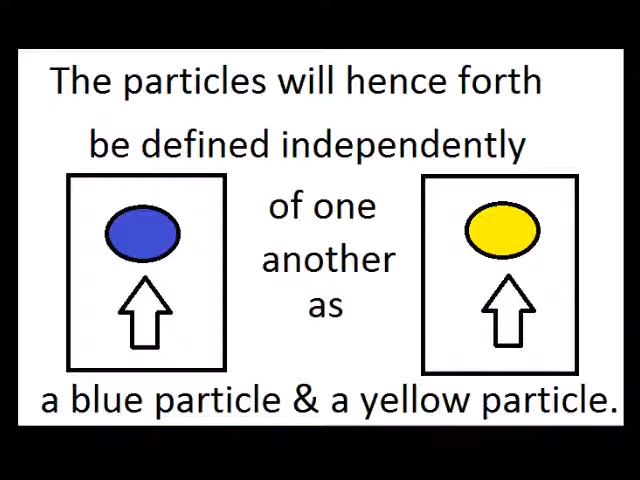 The particles will hence forth
be defined independently
of one
another
as
a blue particle & a yellow particle.